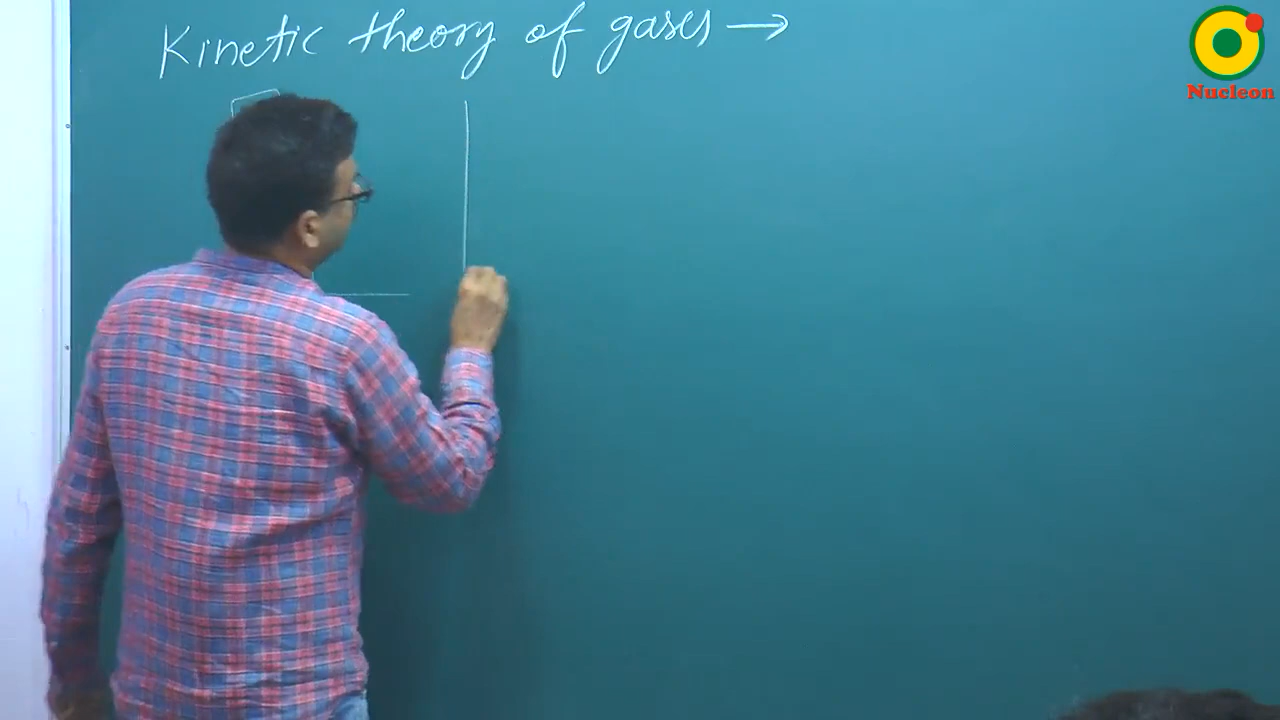 Kinetic theory of gases →
Nucleon